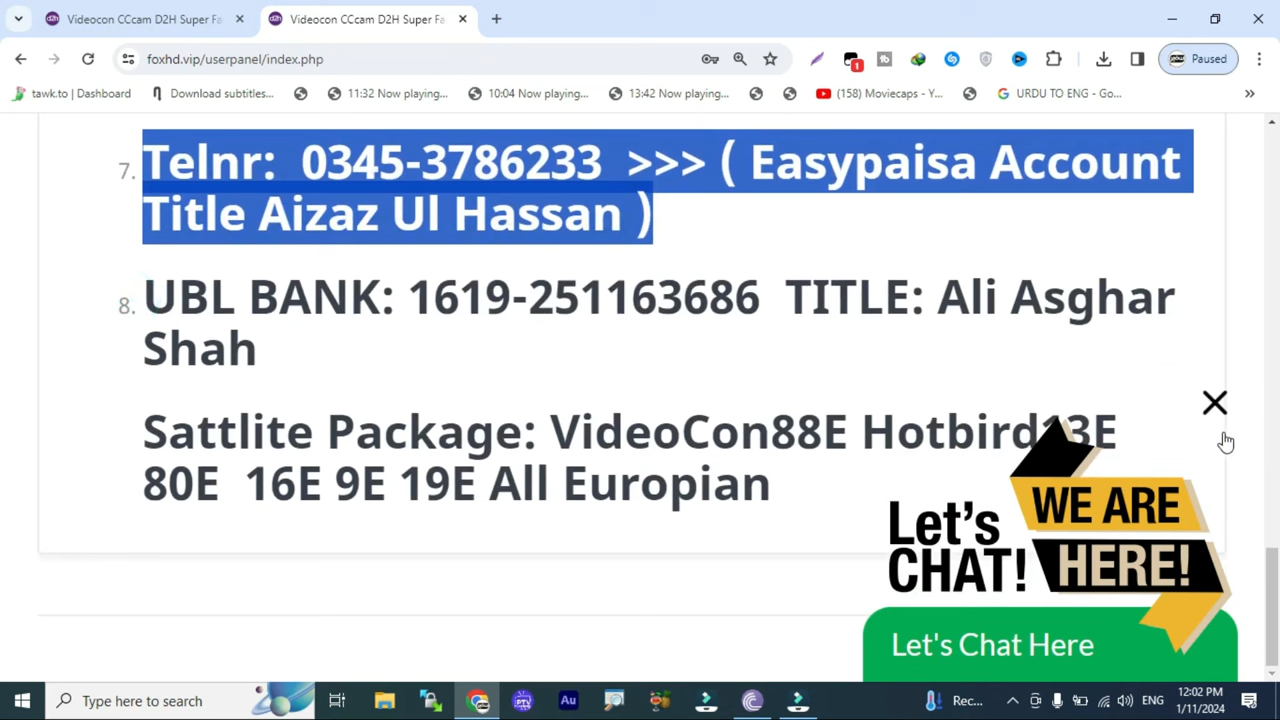 Videocon CCcam D2H Super Fa
Videocon CCcam D2H Super Fa
foxhd.vip/userpanel/index.php
1
Paused
tawk.to | Dashboard
Download subtitles...
11:32 Now playing...
10:04 Now playing...
13:42 Now playing...
(158) Moviecaps - Y...
URDU TO ENG - Go...
7. Telnr: 0345-3786233 >>> ( Easypaisa Account
Title Aizaz Ul Hassan )
8. UBL BANK: 1619-251163686 TITLE: Ali Asghar
Shah
Sattlite Package: VideoCon88E Hotbird13E
80E 16E 9E 19E All Europian
Let's
CHAT!
WE ARE
HERE!
Let's Chat Here
Type here to search
Rec...
ENG
12:02 PM
1/11/2024